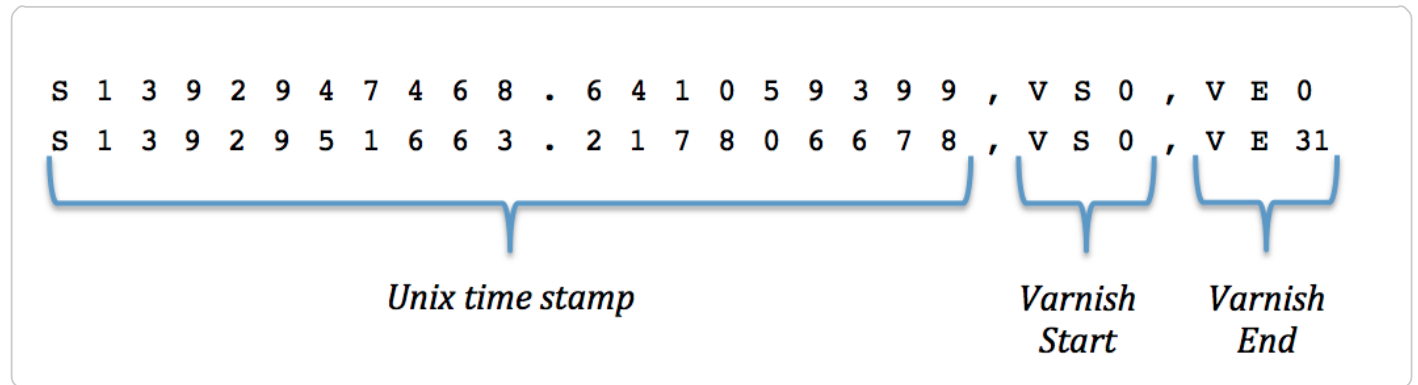 S 1 3 9 2 9 4 7 4 6 8 . 6 4 1 0 5 9 3 9 9 , V S 0 , V E 0
S 1 3 9 2 9 5 1 6 6 3 . 2 1 7 8 0 6 6 7 8 , V S 0 , V E 31
Unix time stamp
Varnish Start
Varnish End